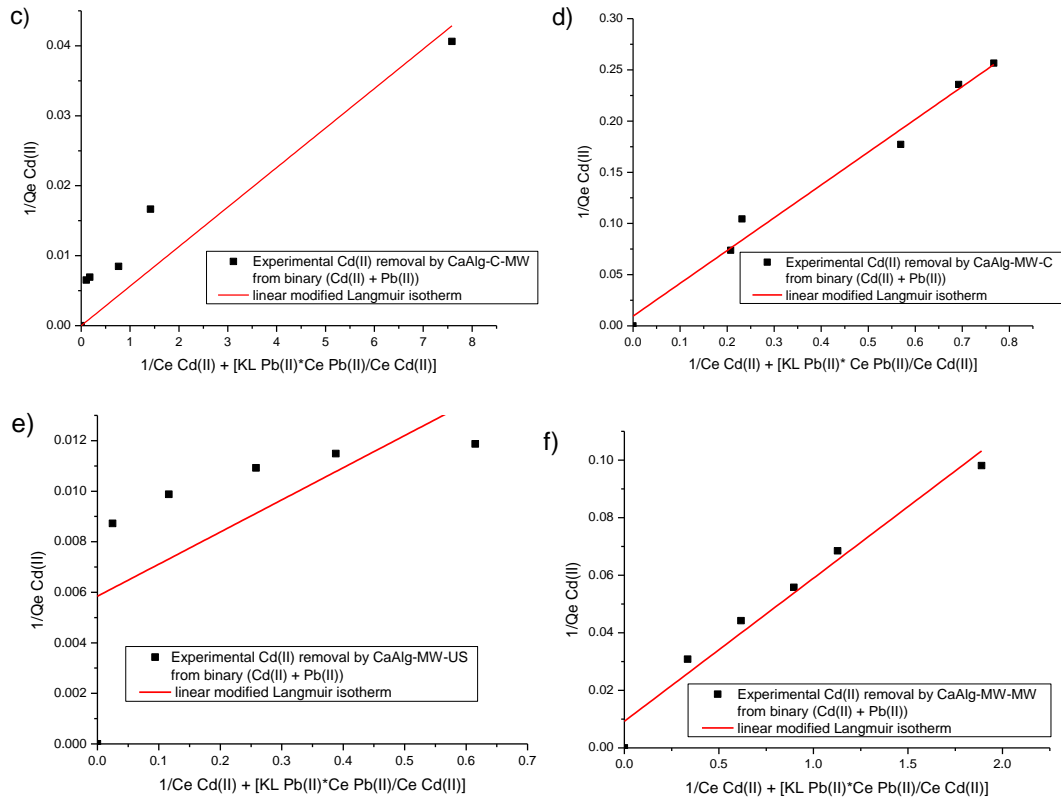 c)
0.04
0.03
0.02
0.01
0.00
1/Qe Cd(II)
Experimental Cd(II) removal by CaAlg-C-MW
from binary (Cd(II) + Pb(II))
linear modified Langmuir isotherm
0 1 2 3 4 5 6 7 8
1/Ce Cd(II) + [KL Pb(II)*Ce Pb(II)/Ce Cd(II)]
d)
0.30
0.25
0.20
0.15
0.10
0.05
0.00
1/Qe Cd(II)
Experimental Cd(II) removal by CaAlg-MW-C
from binary (Cd(II) + Pb(II))
linear modified Langmuir isotherm
0.0 0.1 0.2 0.3 0.4 0.5 0.6 0.7 0.8
1/Ce Cd(II) + [KL Pb(II)* Ce Pb(II)/Ce Cd(II)]
e)
0.012
0.010
0.008
0.006
0.004
0.002
0.000
1/Qe Cd(II)
Experimental Cd(II) removal by CaAlg-MW-US
from binary (Cd(II) + Pb(II))
linear modified Langmuir isotherm
0.0 0.1 0.2 0.3 0.4 0.5 0.6 0.7
1/Ce Cd(II) + [KL Pb(II)*Ce Pb(II)/Ce Cd(II)]
f)
0.10
0.08
0.06
0.04
0.02
0.00
1/Qe Cd(II)
Experimental Cd(II) removal by CaAlg-MW-MW
from binary (Cd(II) + Pb(II))
linear modified Langmuir isotherm
0.0 0.5 1.0 1.5 2.0
1/Ce Cd(II) + [KL Pb(II)*Ce Pb(II)/Ce Cd(II)]